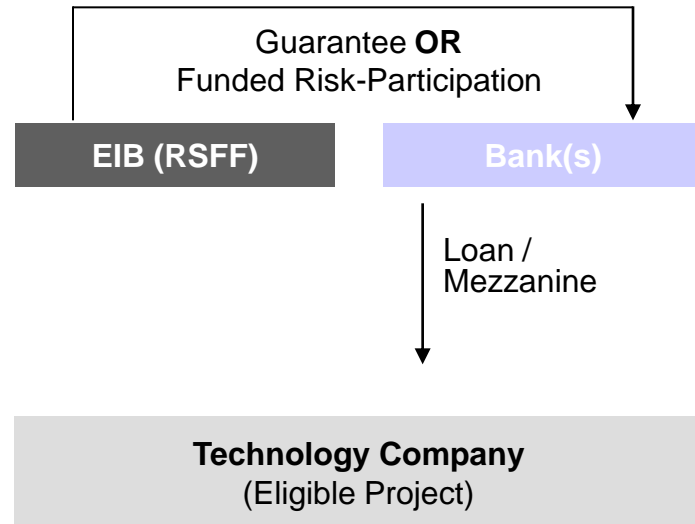 Guarantee OR
Funded Risk-Participation
EIB (RSFF)
Bank(s)
Loan /
Mezzanine
Technology Company
(Eligible Project)